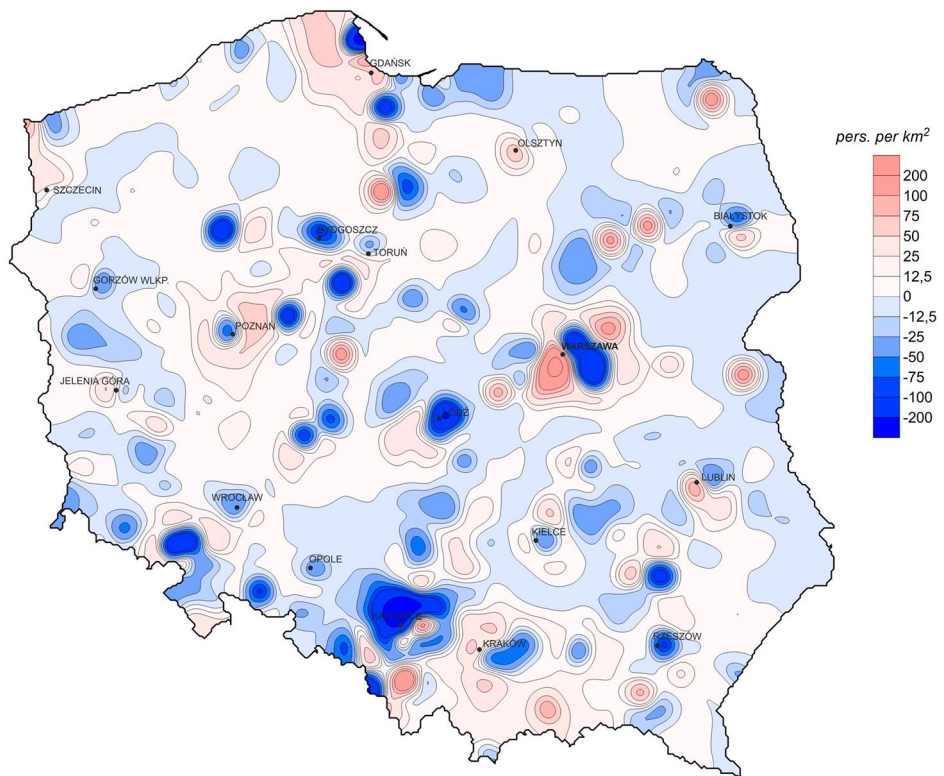 GDAŃSK
pers. per km²
OLSZTYN
200
100
75
SZCZECIN
50
BIAŁYSTOK
25
BYDGOSZCZ
12,5
TORUŃ
0
GORZÓW WLKP.
-12,5
-25
POZNAŃ
-50
WARSZAWA
-75
JELENIA GÓRA
-100
ŁÓDŹ
-200
LUBLIN
WROCŁAW
KIELCE
OPOLE
RZESZÓW
KRAKÓW